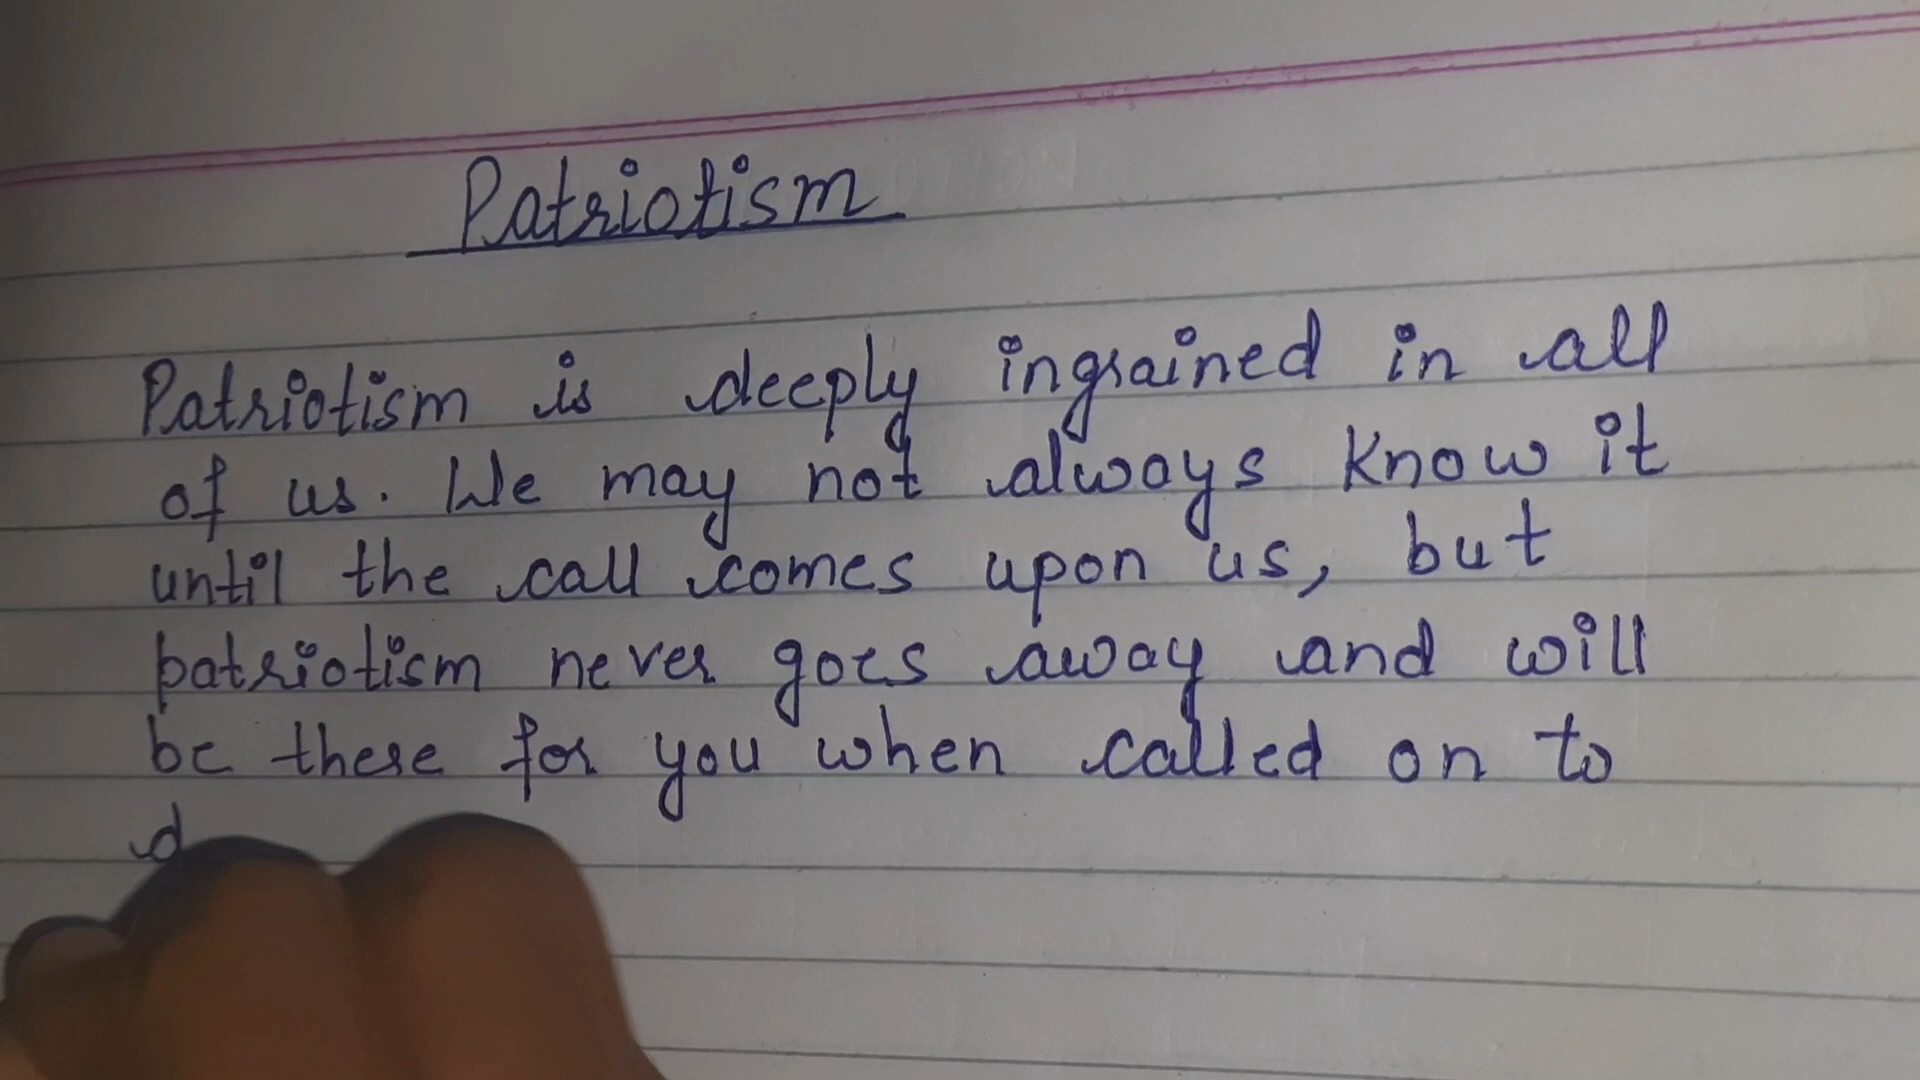 Patriotism
Patriotism is deeply ingrained in all
of us. We may not always know it
until the call comes upon us, but
patriotism never goes away and will
be there for you when called on to
d